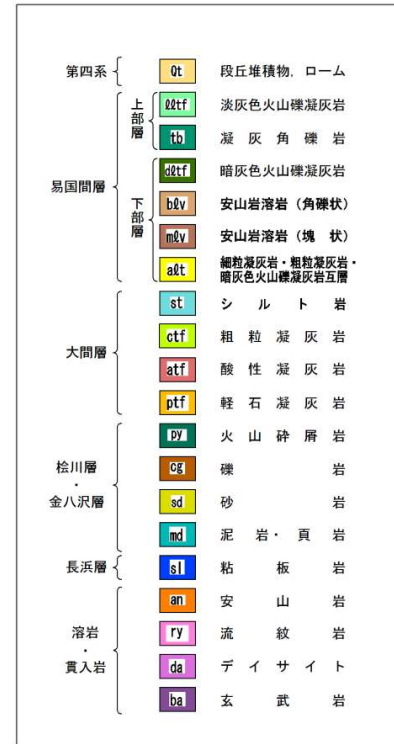 第四系 Qt 段丘堆積物, ローム
易国間層 上部層 ℓℓtf 淡灰色火山礫凝灰岩
tb 凝灰角礫岩
下部層 dℓtf 暗灰色火山礫凝灰岩
bℓv 安山岩溶岩(角礫状)
mℓv 安山岩溶岩(塊 状)
aℓt 細粒凝灰岩・粗粒凝灰岩・
暗灰色火山礫凝灰岩互層
大間層 st シルト岩
ctf 粗粒凝灰岩
atf 酸性凝灰岩
ptf 軽石凝灰岩
桧川層・金八沢層 py 火山砕屑岩
cg 礫岩
sd 砂岩
md 泥岩・頁岩
長浜層 sl 粘板岩
溶岩・貫入岩 an 安山岩
ry 流紋岩
da デイサイト
ba 玄武岩